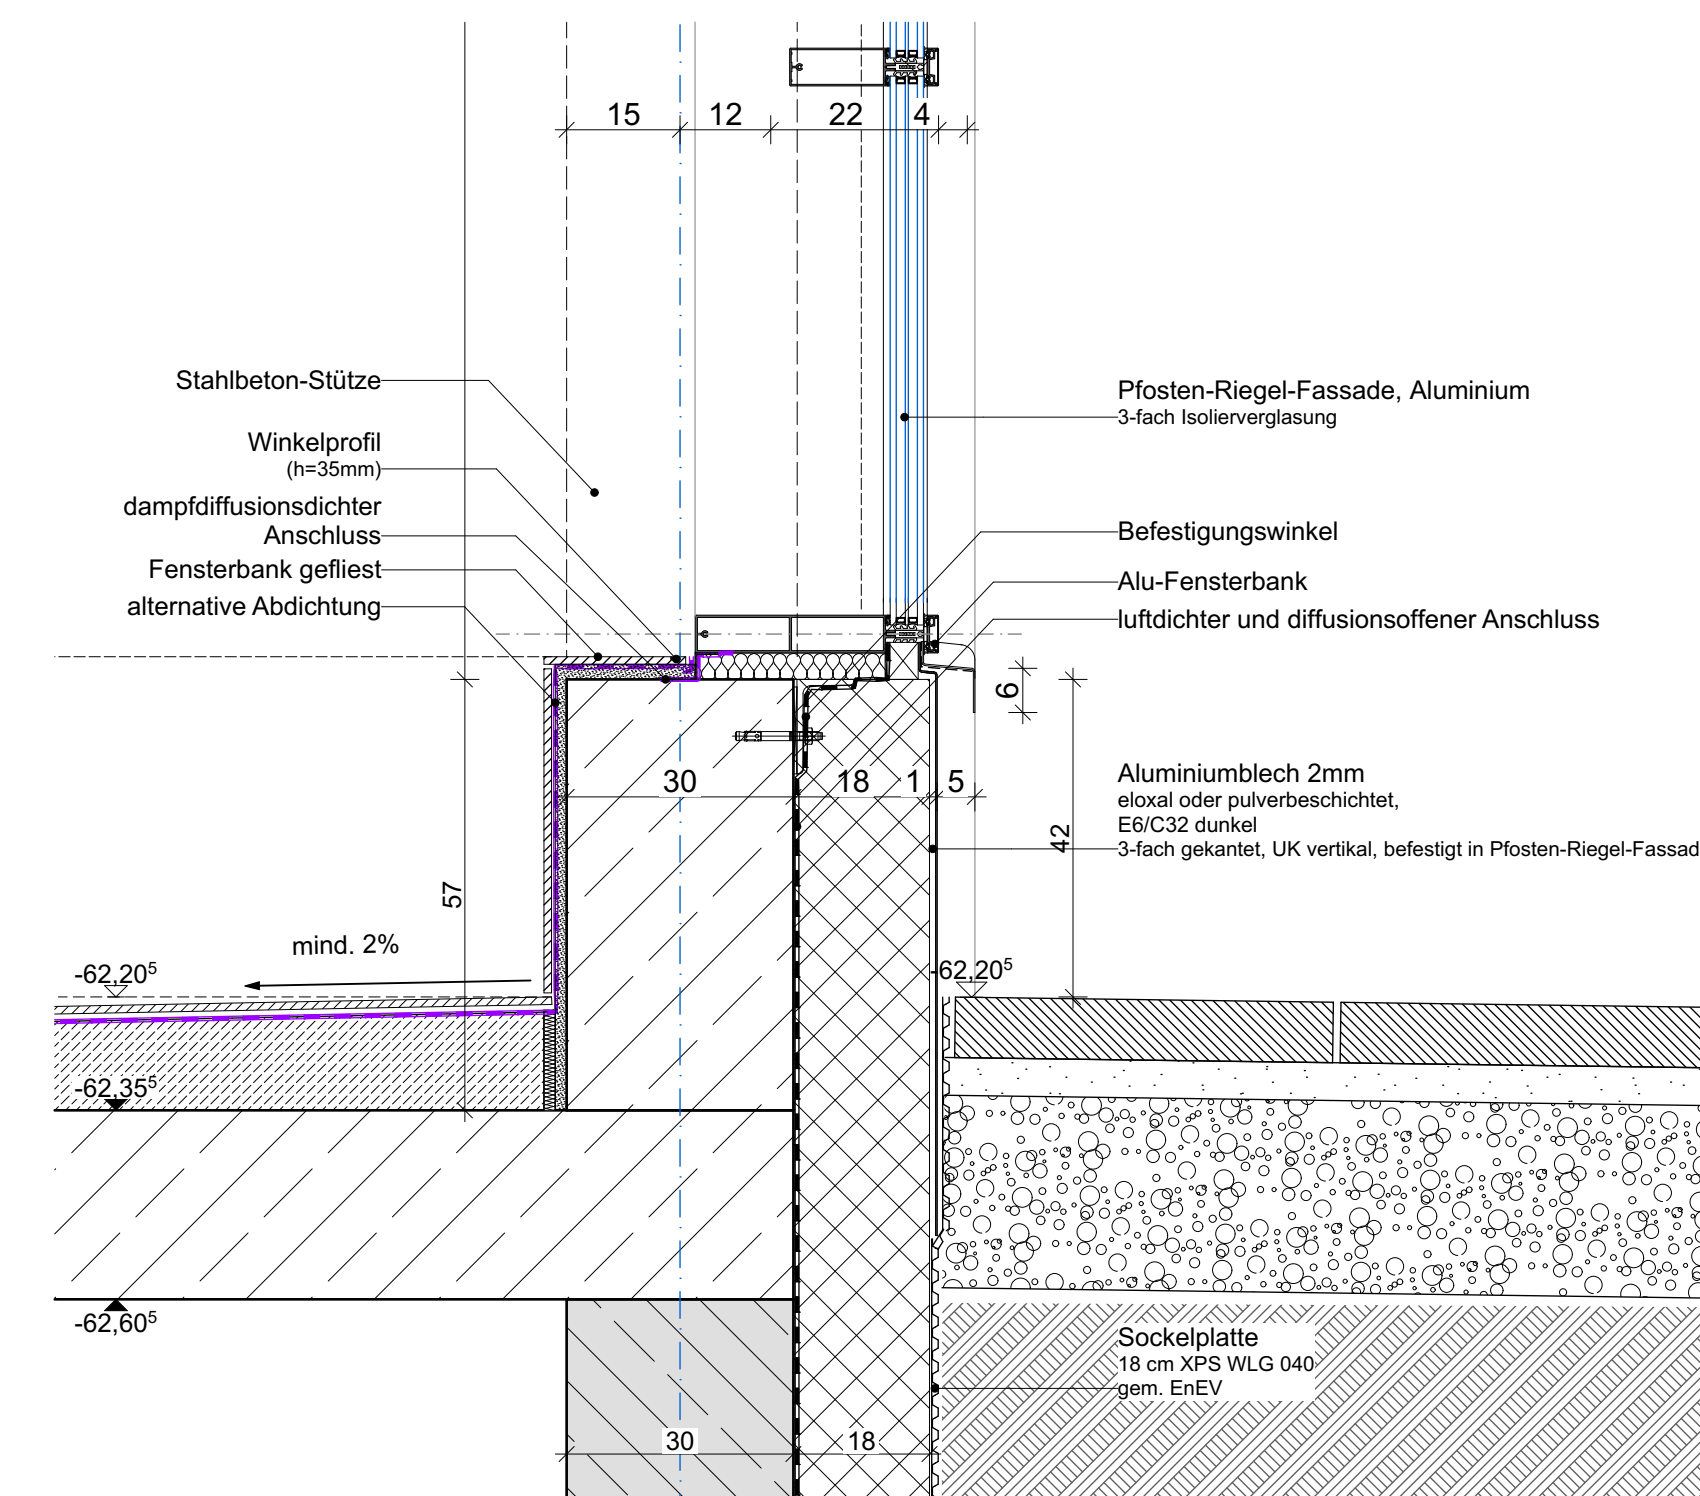 15
12
22
4
Stahlbeton-Stütze
Winkelprofil
(h=35mm)
dampfdiffusionsdichter
Anschluss
Fensterbank gefliest
alternative Abdichtung
Pfosten-Riegel-Fassade, Aluminium
3-fach Isolierverglasung
Befestigungswinkel
Alu-Fensterbank
luftdichter und diffusionsoffener Anschluss
6
30
18
1
5
Aluminiumblech 2mm
eloxal oder pulverbeschichtet,
E6/C32 dunkel
3-fach gekantet, UK vertikal, befestigt in Pfosten-Riegel-Fassad
42
57
mind. 2%
-62,20⁵
-62,20⁵
-62,35⁵
-62,60⁵
Sockelplatte
18 cm XPS WLG 040
gem. EnEV
30
18